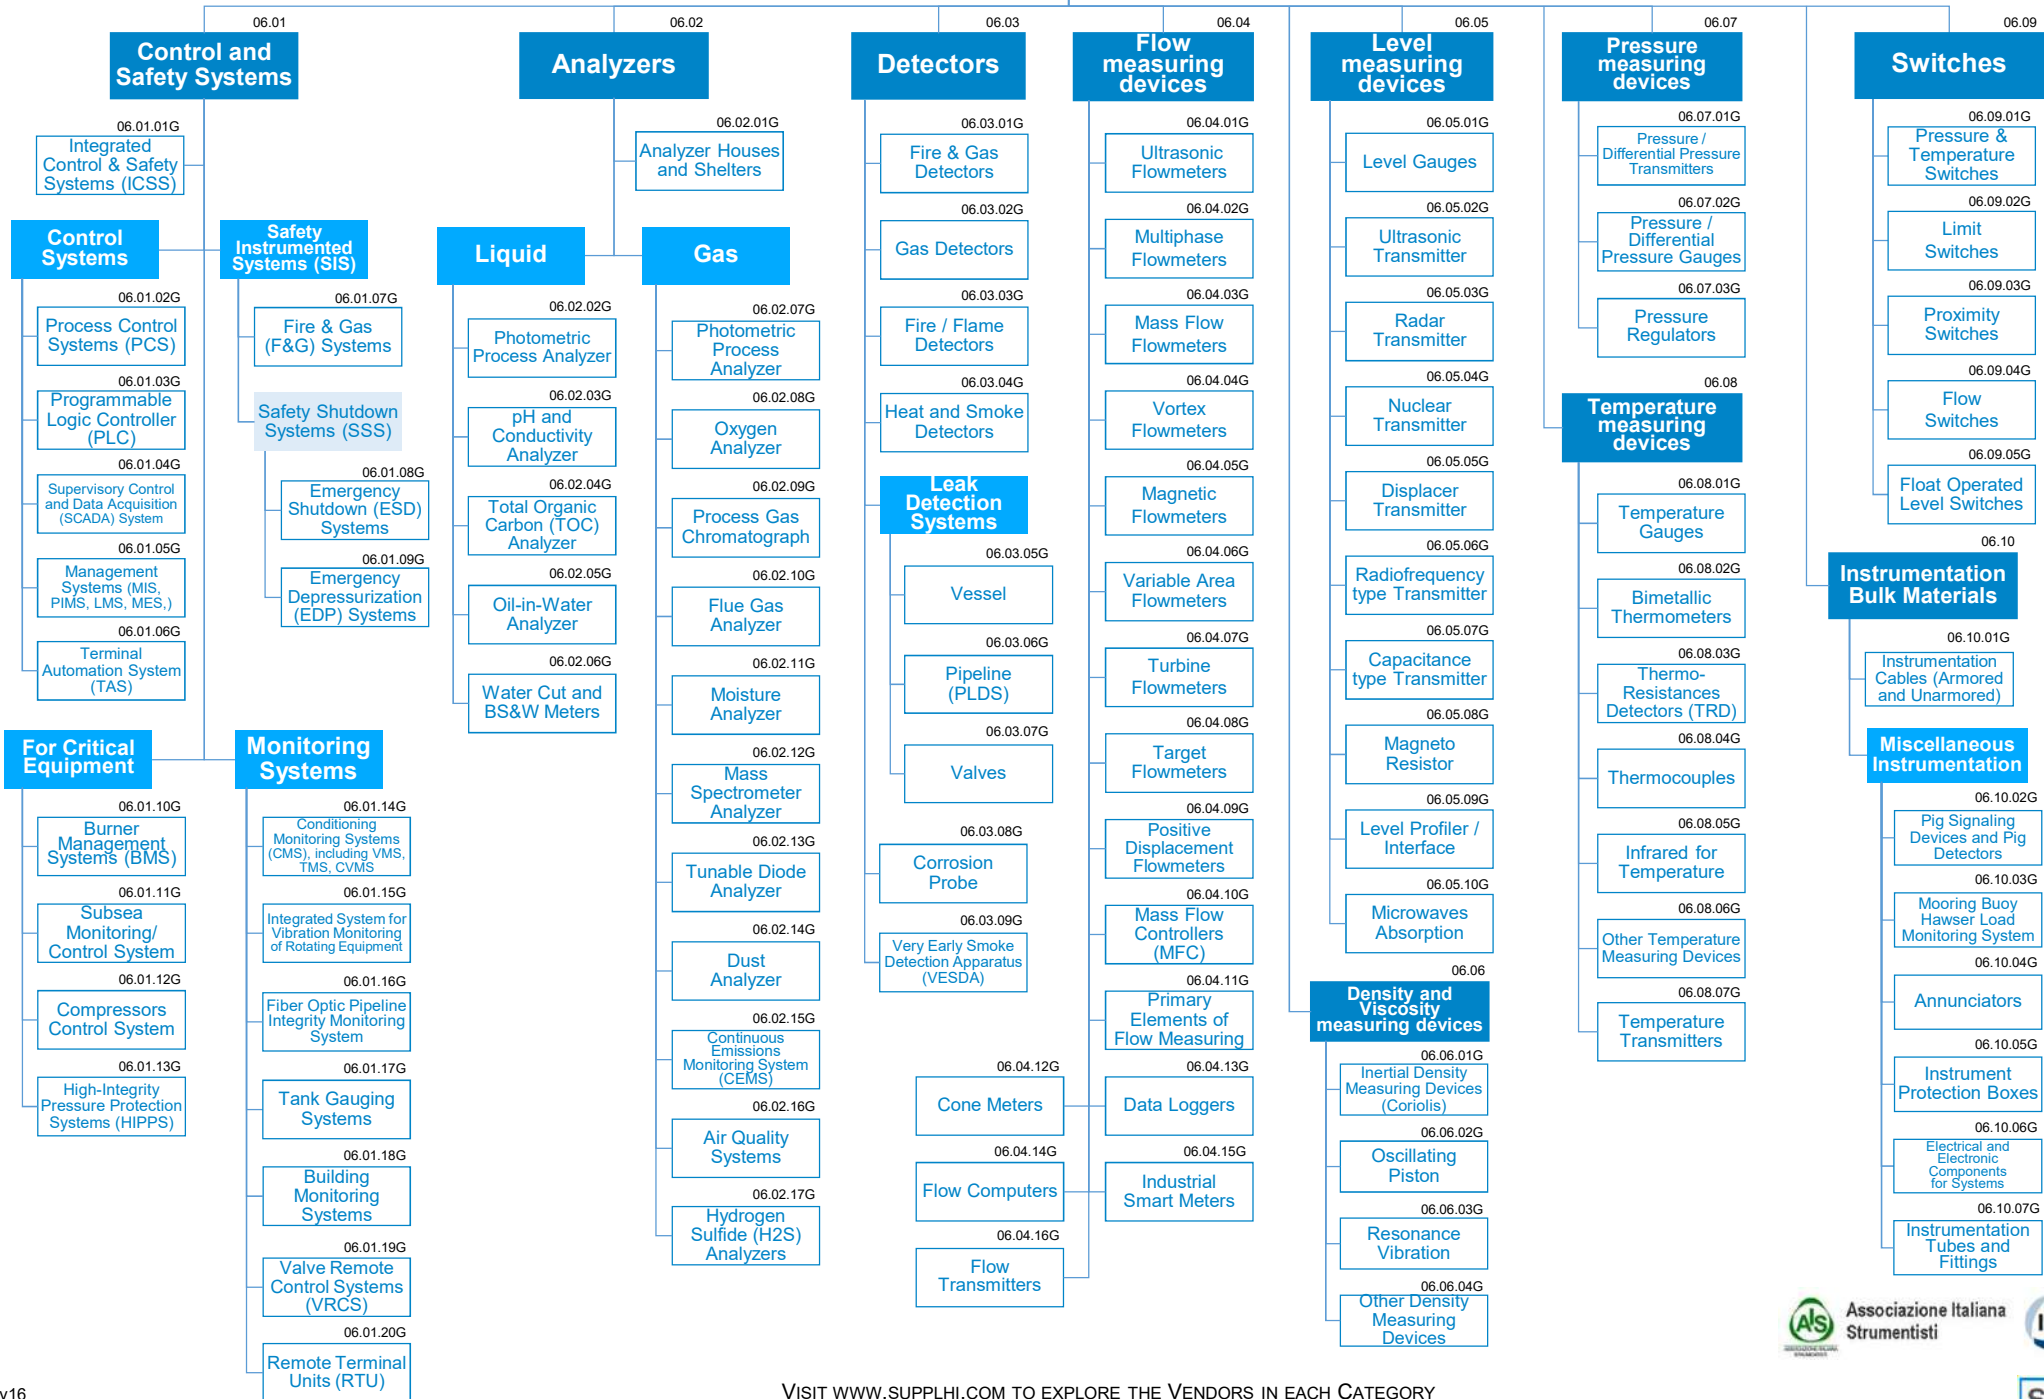 06.01
Control and
Safety Systems
06.01.01G
Integrated
Control & Safety
Systems (ICSS)
Control
Systems
06.01.02G
Process Control
Systems (PCS)
06.01.03G
Programmable
Logic Controller
(PLC)
06.01.04G
Supervisory Control
and Data Acquisition
(SCADA) System
06.01.05G
Management
Systems (MIS,
PIMS, LMS, MES,)
06.01.06G
Terminal
Automation System
(TAS)
Safety
Instrumented
Systems (SIS)
06.01.07G
Fire & Gas
(F&G) Systems
Safety Shutdown
Systems (SSS)
06.01.08G
Emergency
Shutdown (ESD)
Systems
06.01.09G
Emergency
Depressurization
(EDP) Systems
For Critical
Equipment
06.01.10G
Burner
Management
Systems (BMS)
06.01.11G
Subsea
Monitoring/
Control System
06.01.12G
Compressors
Control System
06.01.13G
High-Integrity
Pressure Protection
Systems (HIPPS)
Monitoring
Systems
06.01.14G
Conditioning
Monitoring Systems
(CMS), including VMS,
TMS, CVMS
06.01.15G
Integrated System for
Vibration Monitoring
of Rotating Equipment
06.01.16G
Fiber Optic Pipeline
Integrity Monitoring
System
06.01.17G
Tank Gauging
Systems
06.01.18G
Building
Monitoring
Systems
06.01.19G
Valve Remote
Control Systems
(VRCS)
06.01.20G
Remote Terminal
Units (RTU)
06.02
Analyzers
06.02.01G
Analyzer Houses
and Shelters
Liquid
06.02.02G
Photometric
Process Analyzer
06.02.03G
pH and
Conductivity
Analyzer
06.02.04G
Total Organic
Carbon (TOC)
Analyzer
06.02.05G
Oil-in-Water
Analyzer
06.02.06G
Water Cut and
BS&W Meters
Gas
06.02.07G
Photometric
Process
Analyzer
06.02.08G
Oxygen
Analyzer
06.02.09G
Process Gas
Chromatograph
06.02.10G
Flue Gas
Analyzer
06.02.11G
Moisture
Analyzer
06.02.12G
Mass
Spectrometer
Analyzer
06.02.13G
Tunable Diode
Analyzer
06.02.14G
Dust
Analyzer
06.02.15G
Continuous
Emissions
Monitoring System
(CEMS)
06.02.16G
Air Quality
Systems
06.02.17G
Hydrogen
Sulfide (H2S)
Analyzers
06.03
Detectors
06.03.01G
Fire & Gas
Detectors
06.03.02G
Gas Detectors
06.03.03G
Fire / Flame
Detectors
06.03.04G
Heat and Smoke
Detectors
Leak
Detection
Systems
06.03.05G
Vessel
06.03.06G
Pipeline
(PLDS)
06.03.07G
Valves
06.03.08G
Corrosion
Probe
06.03.09G
Very Early Smoke
Detection Apparatus
(VESDA)
06.04
Flow
measuring
devices
06.04.01G
Ultrasonic
Flowmeters
06.04.02G
Multiphase
Flowmeters
06.04.03G
Mass Flow
Flowmeters
06.04.04G
Vortex
Flowmeters
06.04.05G
Magnetic
Flowmeters
06.04.06G
Variable Area
Flowmeters
06.04.07G
Turbine
Flowmeters
06.04.08G
Target
Flowmeters
06.04.09G
Positive
Displacement
Flowmeters
06.04.10G
Mass Flow
Controllers
(MFC)
06.04.11G
Primary
Elements of
Flow Measuring
06.04.12G
Cone Meters
06.04.13G
Data Loggers
06.04.14G
Flow Computers
06.04.15G
Industrial
Smart Meters
06.04.16G
Flow
Transmitters
06.05
Level
measuring
devices
06.05.01G
Level Gauges
06.05.02G
Ultrasonic
Transmitter
06.05.03G
Radar
Transmitter
06.05.04G
Nuclear
Transmitter
06.05.05G
Displacer
Transmitter
06.05.06G
Radiofrequency
type Transmitter
06.05.07G
Capacitance
type Transmitter
06.05.08G
Magneto
Resistor
06.05.09G
Level Profiler /
Interface
06.05.10G
Microwaves
Absorption
06.06
Density and
Viscosity
measuring devices
06.06.01G
Inertial Density
Measuring Devices
(Coriolis)
06.06.02G
Oscillating
Piston
06.06.03G
Resonance
Vibration
06.06.04G
Other Density
Measuring
Devices
06.07
Pressure
measuring
devices
06.07.01G
Pressure /
Differential Pressure
Transmitters
06.07.02G
Pressure /
Differential
Pressure Gauges
06.07.03G
Pressure
Regulators
06.08
Temperature
measuring
devices
06.08.01G
Temperature
Gauges
06.08.02G
Bimetallic
Thermometers
06.08.03G
Thermo-
Resistances
Detectors (TRD)
06.08.04G
Thermocouples
06.08.05G
Infrared for
Temperature
06.08.06G
Other Temperature
Measuring Devices
06.08.07G
Temperature
Transmitters
06.09
Switches
06.09.01G
Pressure &
Temperature
Switches
06.09.02G
Limit
Switches
06.09.03G
Proximity
Switches
06.09.04G
Flow
Switches
06.09.05G
Float Operated
Level Switches
06.10
Instrumentation
Bulk Materials
06.10.01G
Instrumentation
Cables (Armored
and Unarmored)
Miscellaneous
Instrumentation
06.10.02G
Pig Signaling
Devices and Pig
Detectors
06.10.03G
Mooring Buoy
Hawser Load
Monitoring System
06.10.04G
Annunciators
06.10.05G
Instrument
Protection Boxes
06.10.06G
Electrical and
Electronic
Components
for Systems
06.10.07G
Instrumentation
Tubes and
Fittings
AIS
Associazione Italiana
Strumentisti
v16
VISIT WWW.SUPPLHI.COM TO EXPLORE THE VENDORS IN EACH CATEGORY